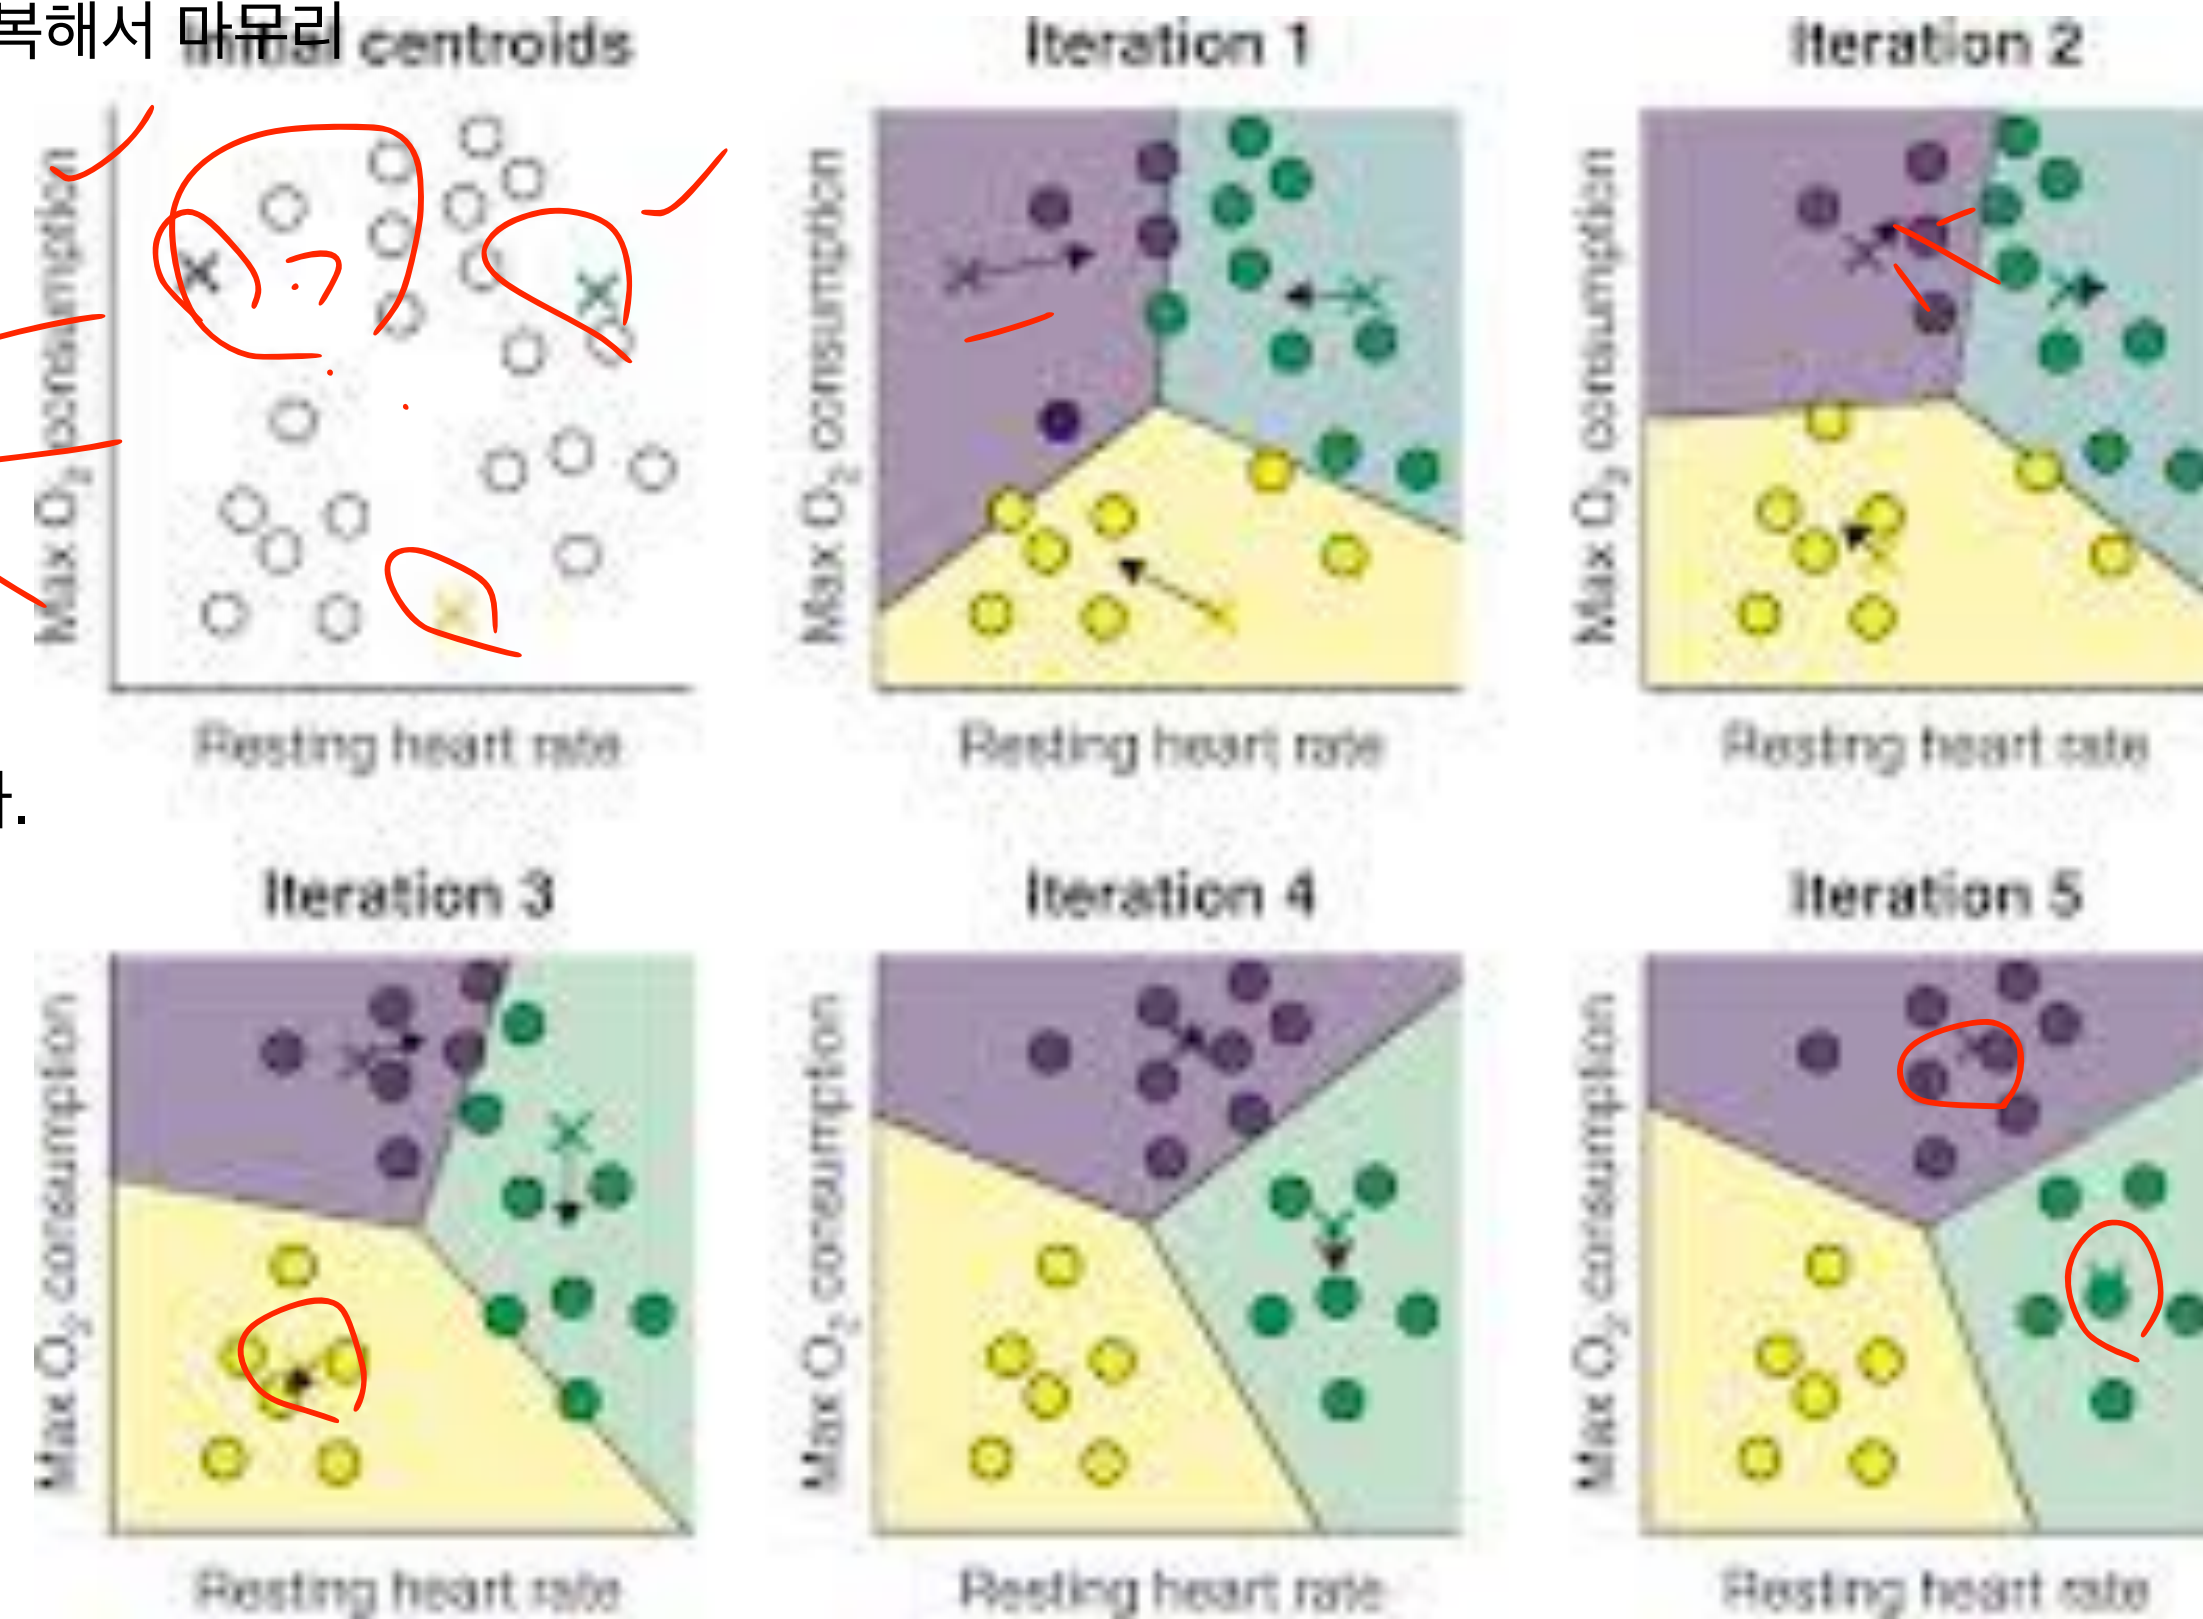 복해서 마무리
Initial centroids
Iteration 1
Iteration 2
Max O2 consumption
Max O2 consumption
Max O2 consumption
Resting heart rate
Resting heart rate
Resting heart rate
.
Iteration 3
Iteration 4
Iteration 5
Max O2 consumption
Max O2 consumption
Max O2 consumption
Resting heart rate
Resting heart rate
Resting heart rate